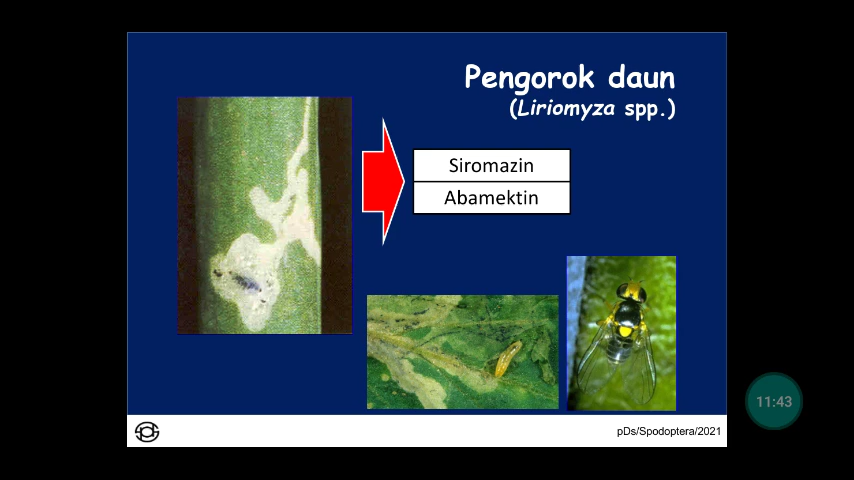 Pengorok daun
(Liriomyza spp.)
Siromazin
Abamektin
11:43
pDs/Spodoptera/2021